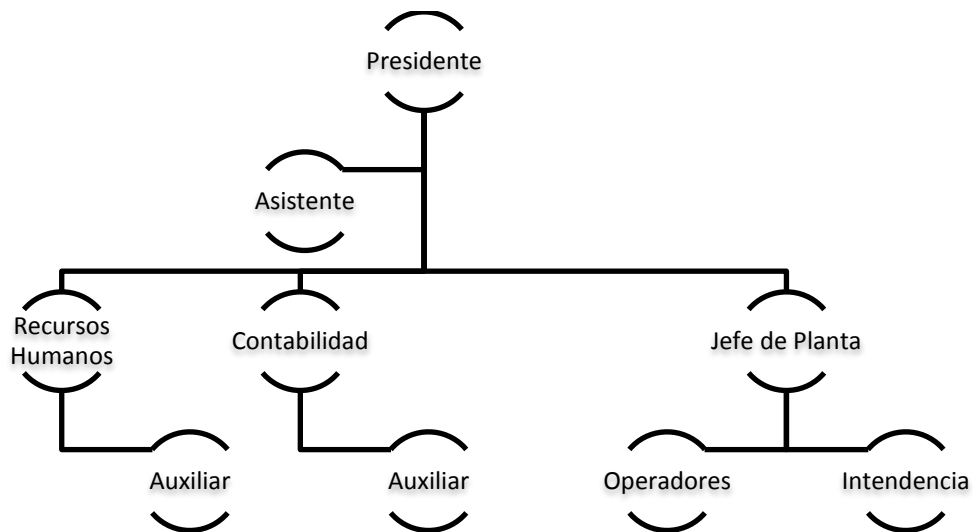 Presidente
Asistente
Recursos
Humanos
Contabilidad
Jefe de Planta
Auxiliar
Auxiliar
Operadores
Intendencia